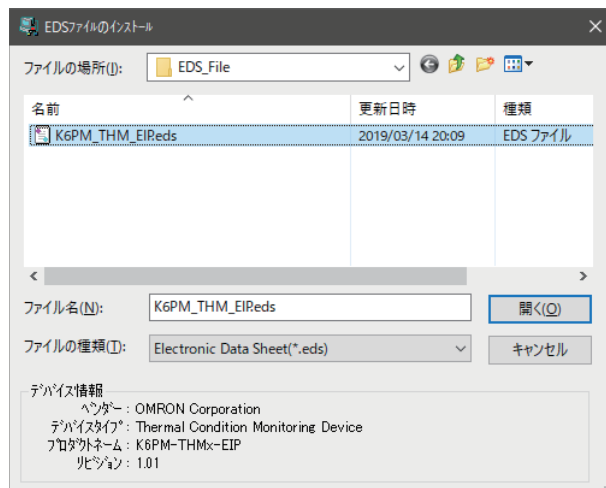 EDSﾌｧｲﾙのｲﾝｽﾄｰﾙ
ファイルの場所(I): EDS_File
名前 更新日時 種類
K6PM_THM_EIP.eds 2019/03/14 20:09 EDS ファイル
ファイル名(N): K6PM_THM_EIP.eds 開く(O)
ファイルの種類(T): Electronic Data Sheet(*.eds) キャンセル
ﾃﾞﾊﾞｲｽ情報
ﾍﾞﾝﾀﾞｰ : OMRON Corporation
ﾃﾞﾊﾞｲｽﾀｲﾌﾟ : Thermal Condition Monitoring Device
ﾌﾟﾛﾀﾞｸﾄﾈｰﾑ : K6PM-THMx-EIP
ﾘﾋﾞｼﾞｮﾝ : 1.01